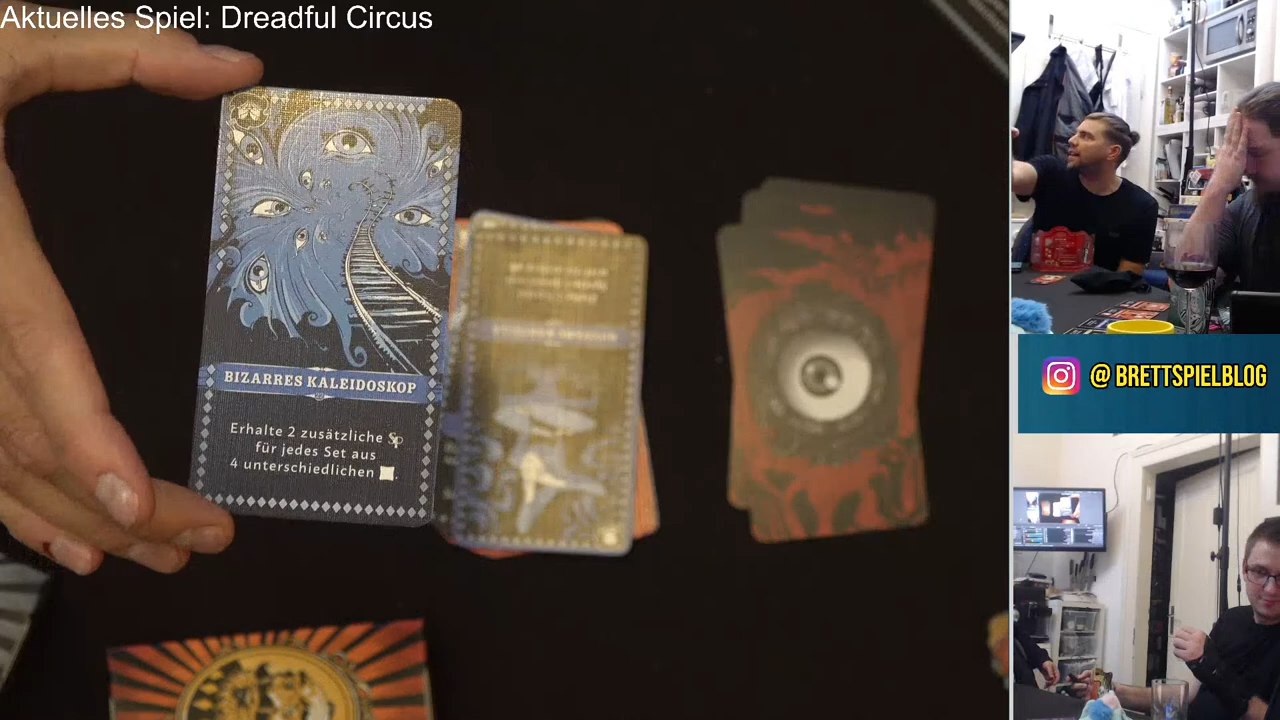 Aktuelles Spiel: Dreadful Circus
BIZARRES KALEIDOSKOP
Erhalte 2 zusätzliche
für jedes Set aus
4 unterschiedlichen
@ BRETTSPIELBLOG